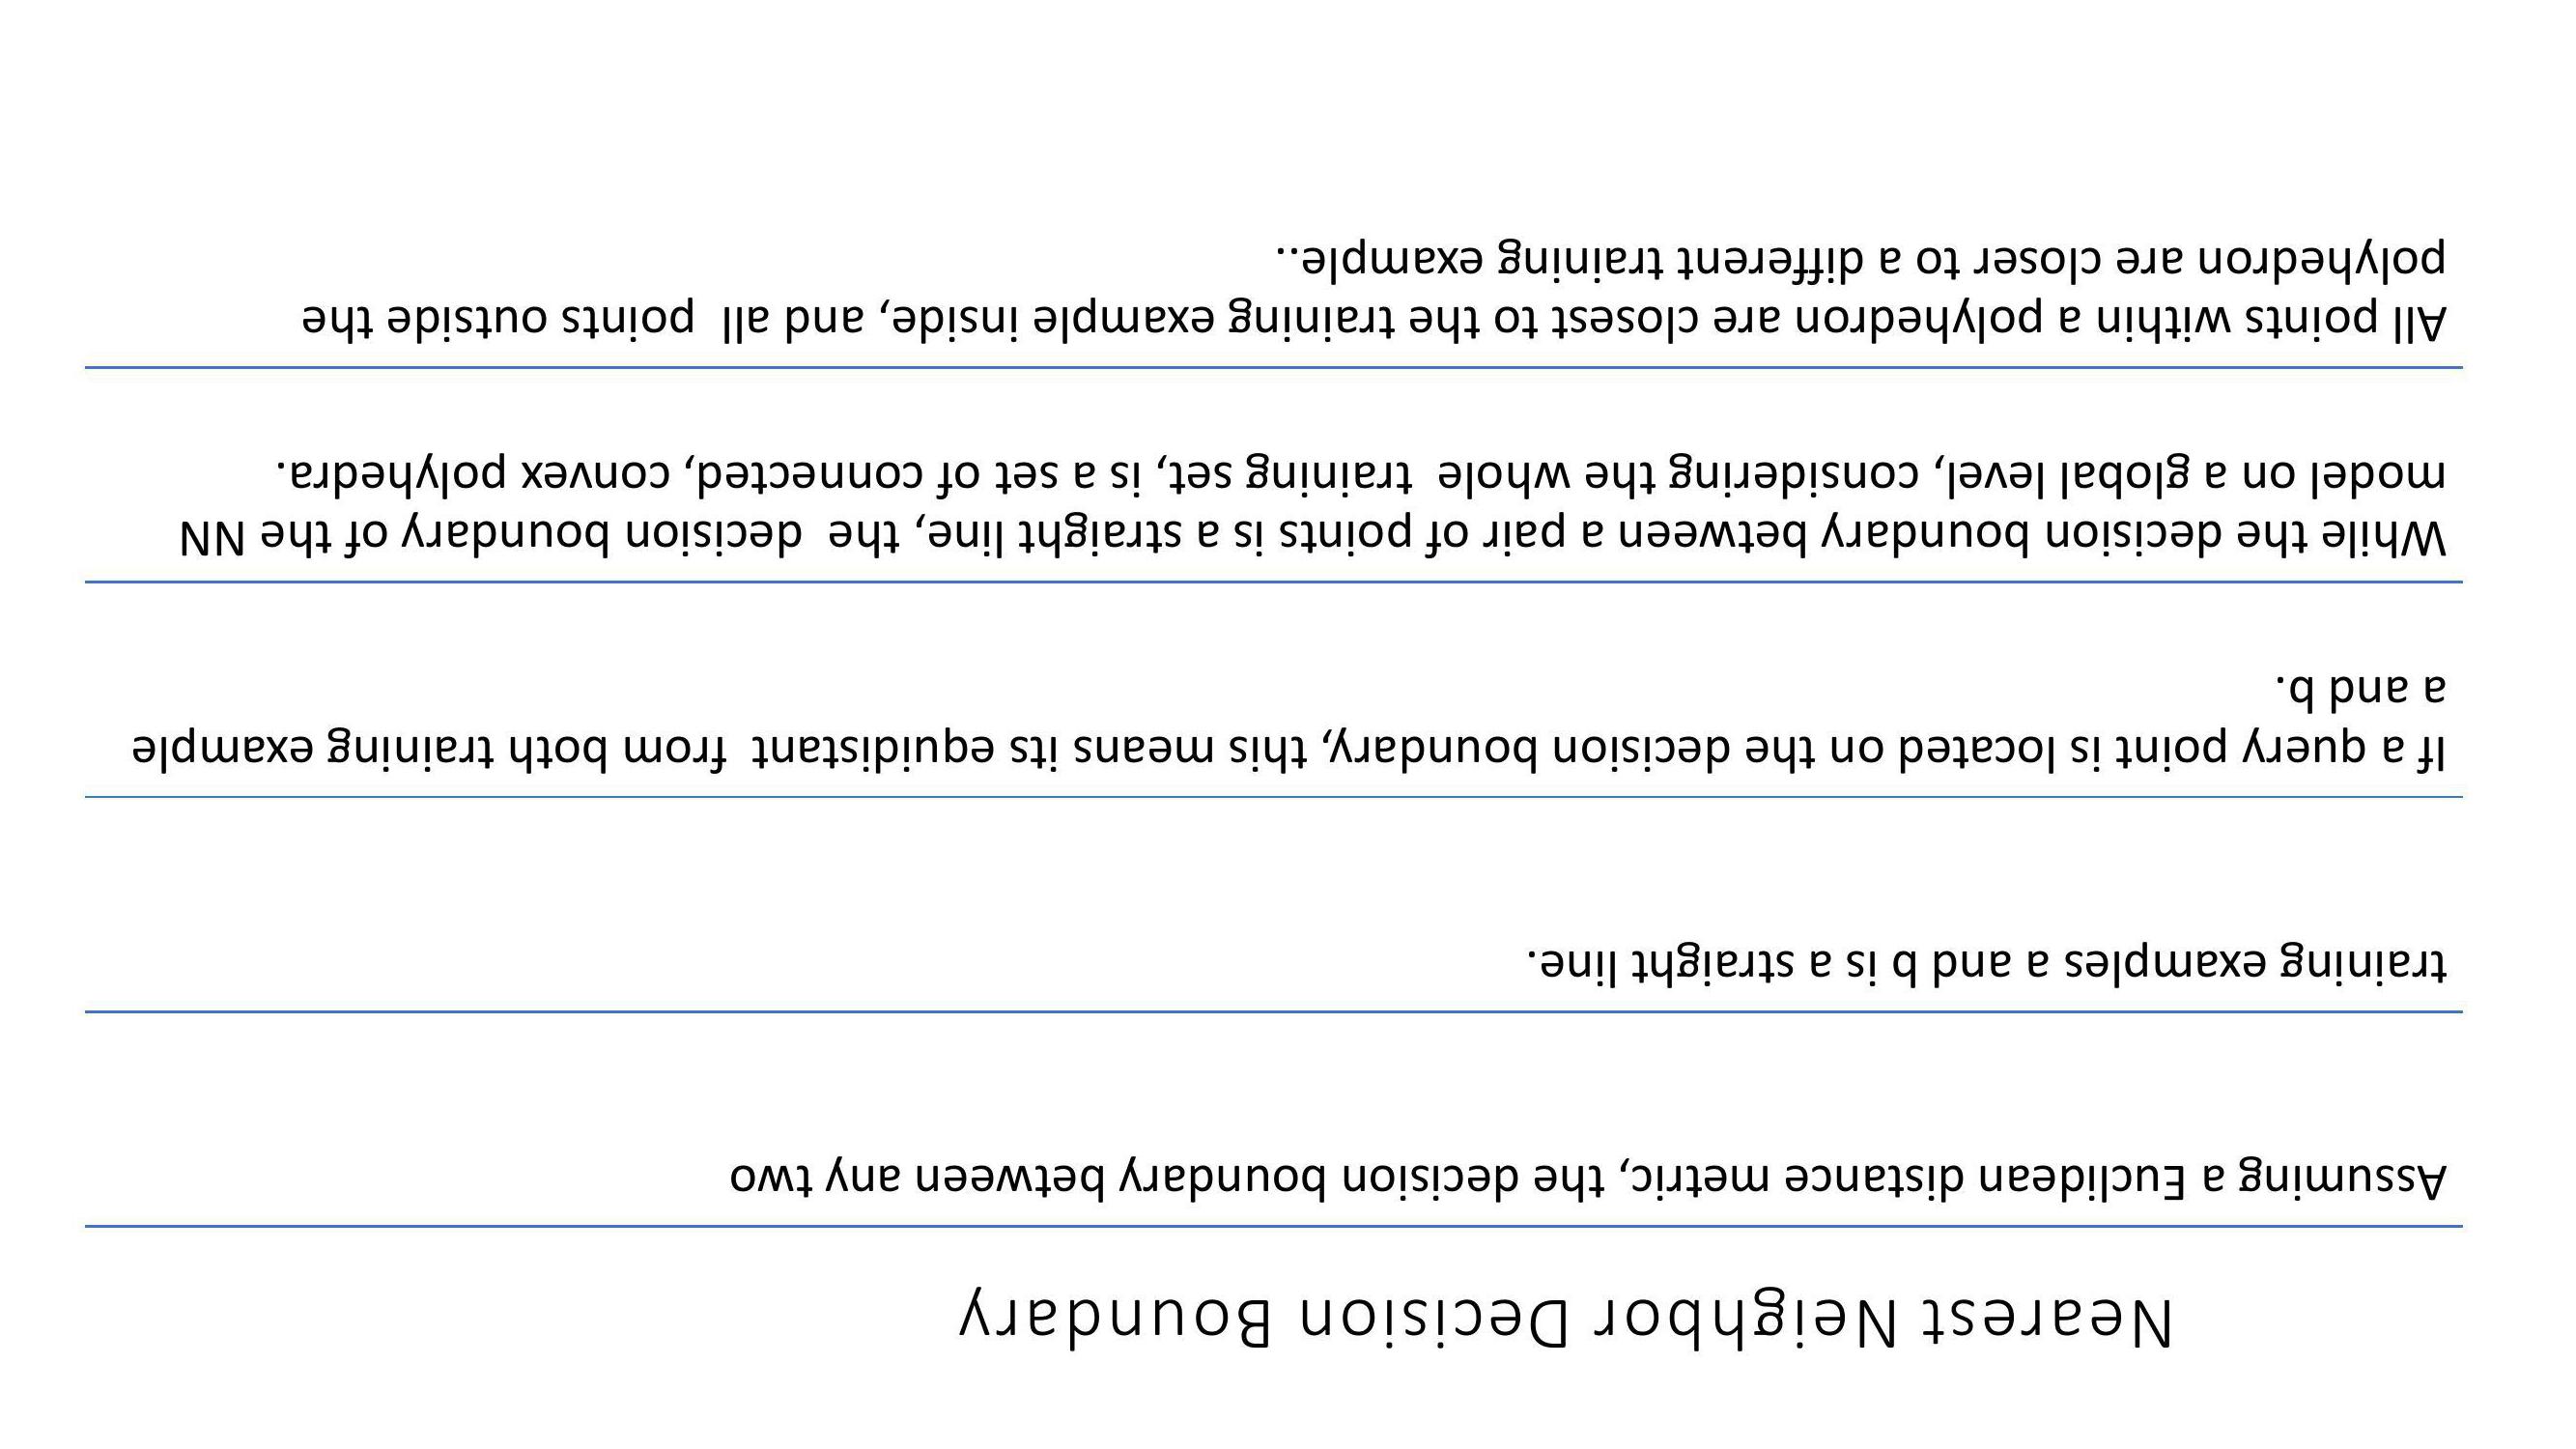 Nearest Neighbor Decision Boundary
Assuming a Euclidean distance metric, the decision boundary between any two
training examples a and b is a straight line.
If a query point is located on the decision boundary, this means its equidistant from both training example
a and b.
While the decision boundary between a pair of points is a straight line, the decision boundary of the NN
model on a global level, considering the whole training set, is a set of connected, convex polyhedra.
All points within a polyhedron are closest to the training example inside, and all points outside the
polyhedron are closer to a different training example..